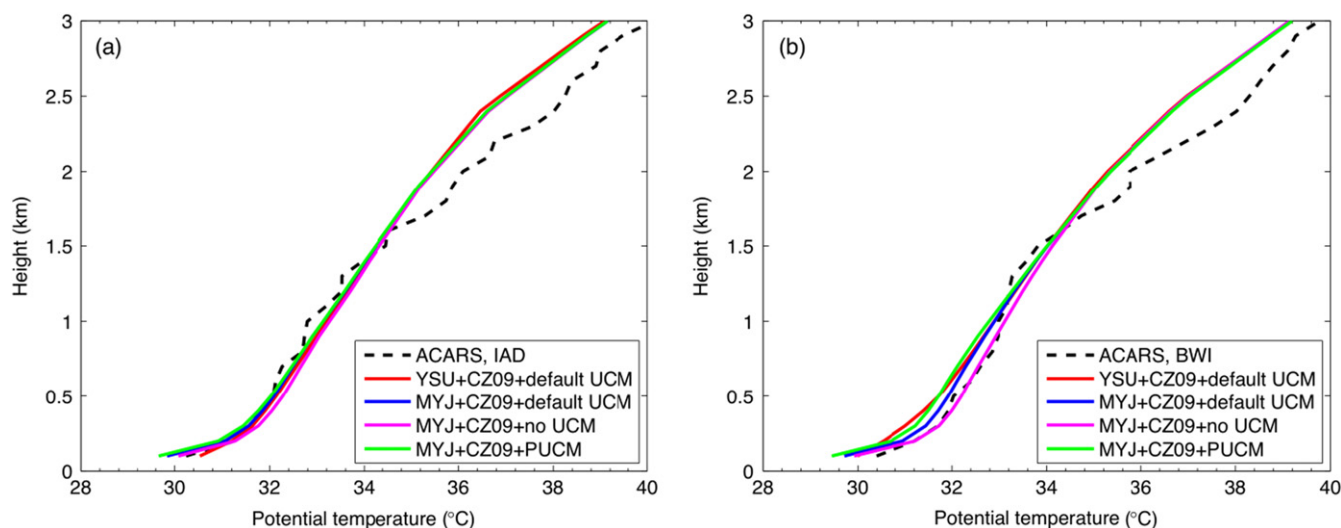 (a)
3
2.5
2
1.5
1
0.5
0
Height (km)
28
30
32
34
36
38
40
Potential temperature (°C)
ACARS, IAD
YSU+CZ09+default UCM
MYJ+CZ09+default UCM
MYJ+CZ09+no UCM
MYJ+CZ09+PUCM
(b)
3
2.5
2
1.5
1
0.5
0
Height (km)
28
30
32
34
36
38
40
Potential temperature (°C)
ACARS, BWI
YSU+CZ09+default UCM
MYJ+CZ09+default UCM
MYJ+CZ09+no UCM
MYJ+CZ09+PUCM